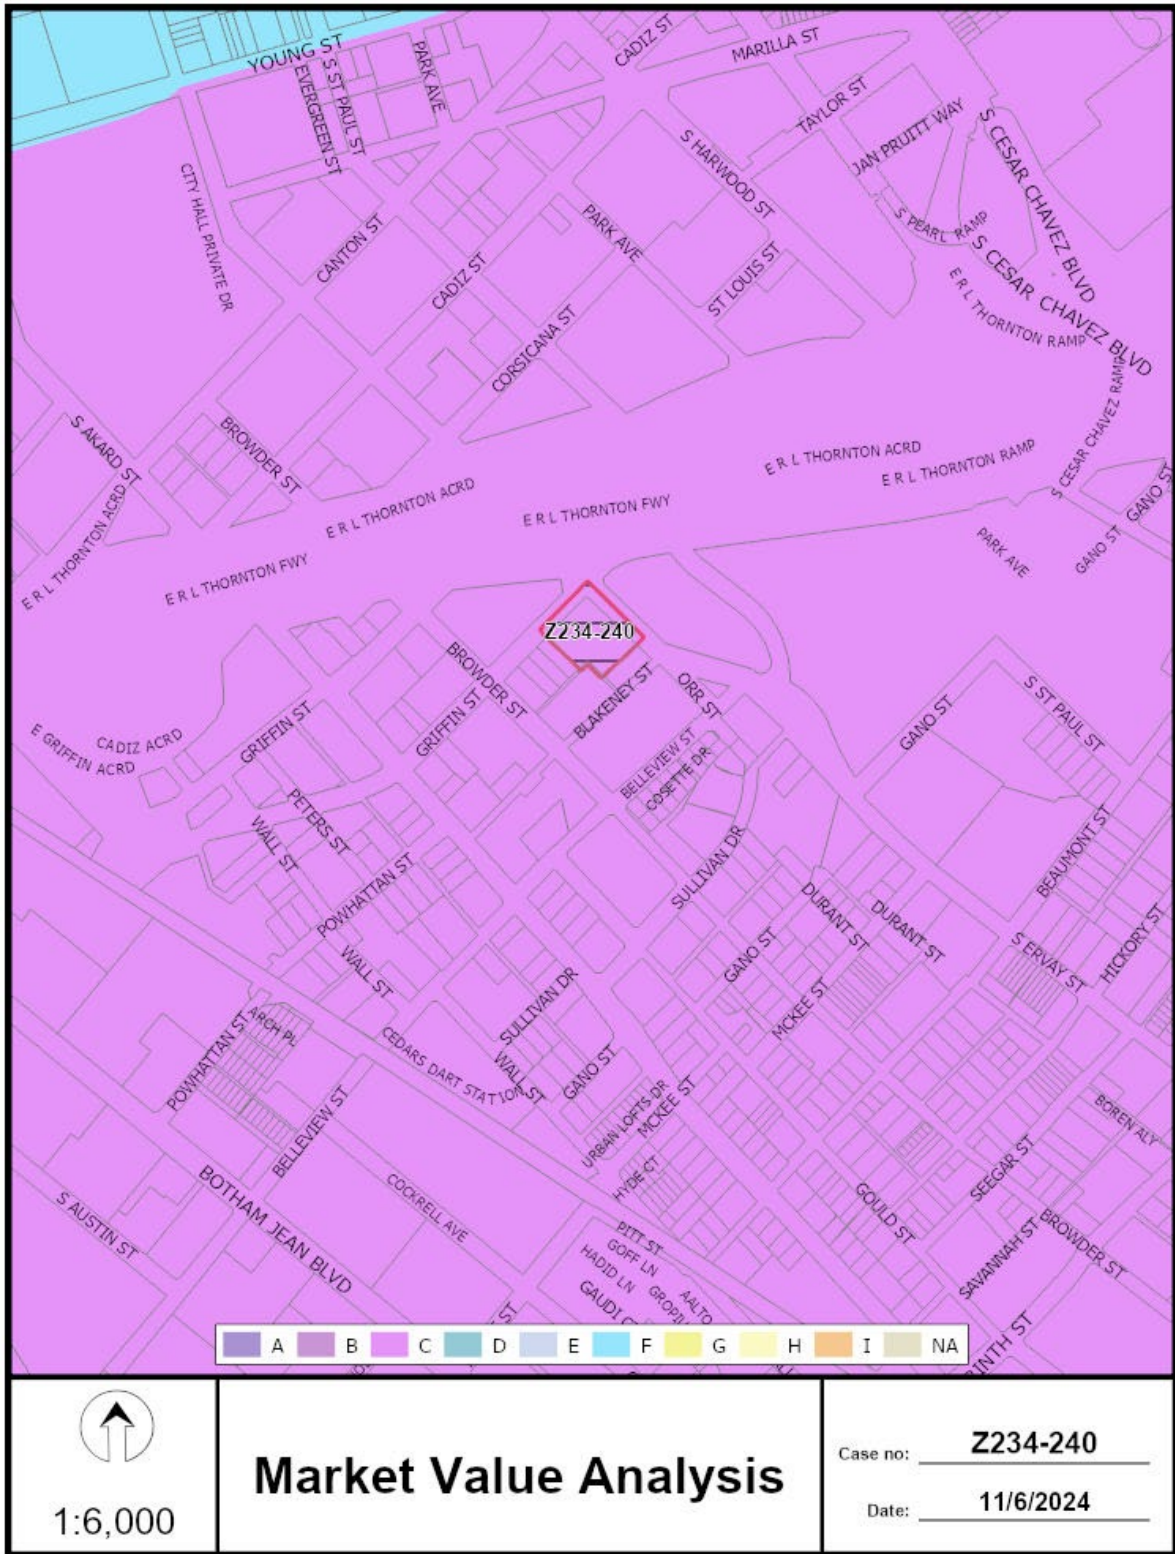 YOUNG ST
EVERGREEN ST
S ST PAUL ST
PARK AVE
CADIZ ST
MARILLA ST
TAYLOR ST
JAN PRUITT WAY
S CESAR CHAVEZ BLVD
S HARWOOD ST
CITY HALL PRIVATE DR
CANTON ST
CADIZ ST
PARK AVE
ST LOUIS ST
S PEARL RAMP
S CESAR CHAVEZ BLVD
E R L THORNTON RAMP
CORSICANA ST
S CESAR CHAVEZ RAMP
S AKARD ST
BROWDER ST
E R L THORNTON ACRD
E R L THORNTON ACRD
E R L THORNTON FWY
E R L THORNTON ACRD
E R L THORNTON RAMP
GANO ST
GANO ST
PARK AVE
E R L THORNTON FWY
Z234-240
BROWDER ST
GRIFFIN ST
BLAKENEY ST
ORR ST
GANO ST
S ST PAUL ST
E GRIFFIN ACRD
CADIZ ACRD
GRIFFIN ST
BELLEVIEW ST
COSETTE DR
PETERS ST
WALL ST
POWHATTAN ST
SULLIVAN DR
BEAUMONT ST
DURANT ST
DURANT ST
GANO ST
S ERVAY ST
HICKORY ST
WALL ST
SULLIVAN DR
MCKEE ST
ARCH PL
POWHATTAN ST
CEDARS DART STATION
WALL ST
GANO ST
URBAN LOFTS DR
MCKEE ST
BELLEVIEW ST
HYDE CT
BOREN ALY
SEEGAR ST
GOULD ST
BROWDER ST
SAVANNAH ST
COCKRELL AVE
BOTHAM JEAN BLVD
S AUSTIN ST
PITT ST
GOFF LN
HADID LN
AALTO
GAUDI
ST
A B C D E F G H I NA
1:6,000
Market Value Analysis
Case no: Z234-240
Date: 11/6/2024